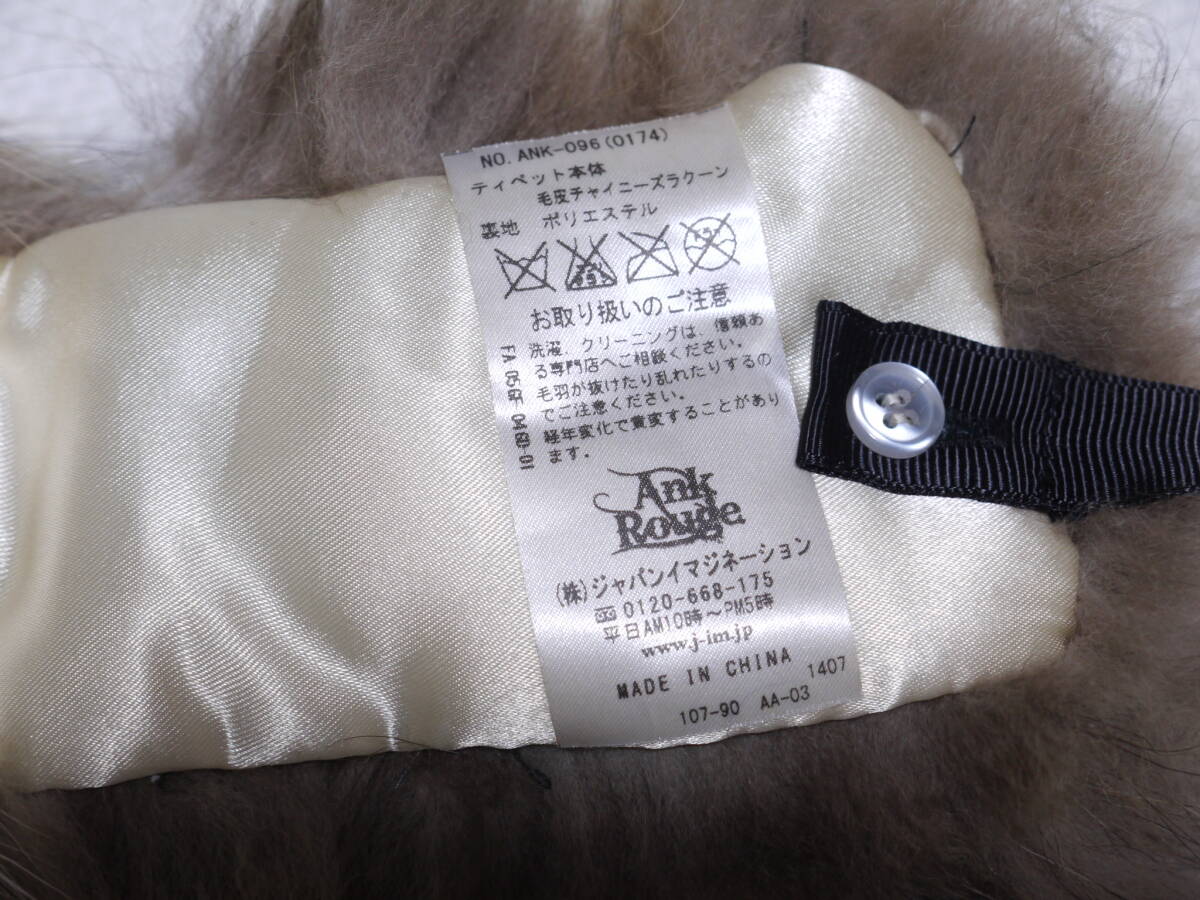 NO. ANK-096(0174)
ティペット本体
毛皮チャイニーズラクーン
裏地 ポリエステル
お取り扱いのご注意
洗濯、クリーニングは、信頼あ
る専門店へご相談ください。
毛羽が抜けたり乱れたりするの
でご注意ください。
経年変化で黄変することがあり
ます。
Ank
Rouge
(株)ジャパンイマジネーション
0120-668-175
平日AM10時〜PM5時
www.j-im.jp
MADE IN CHINA 1407
107-90 AA-03